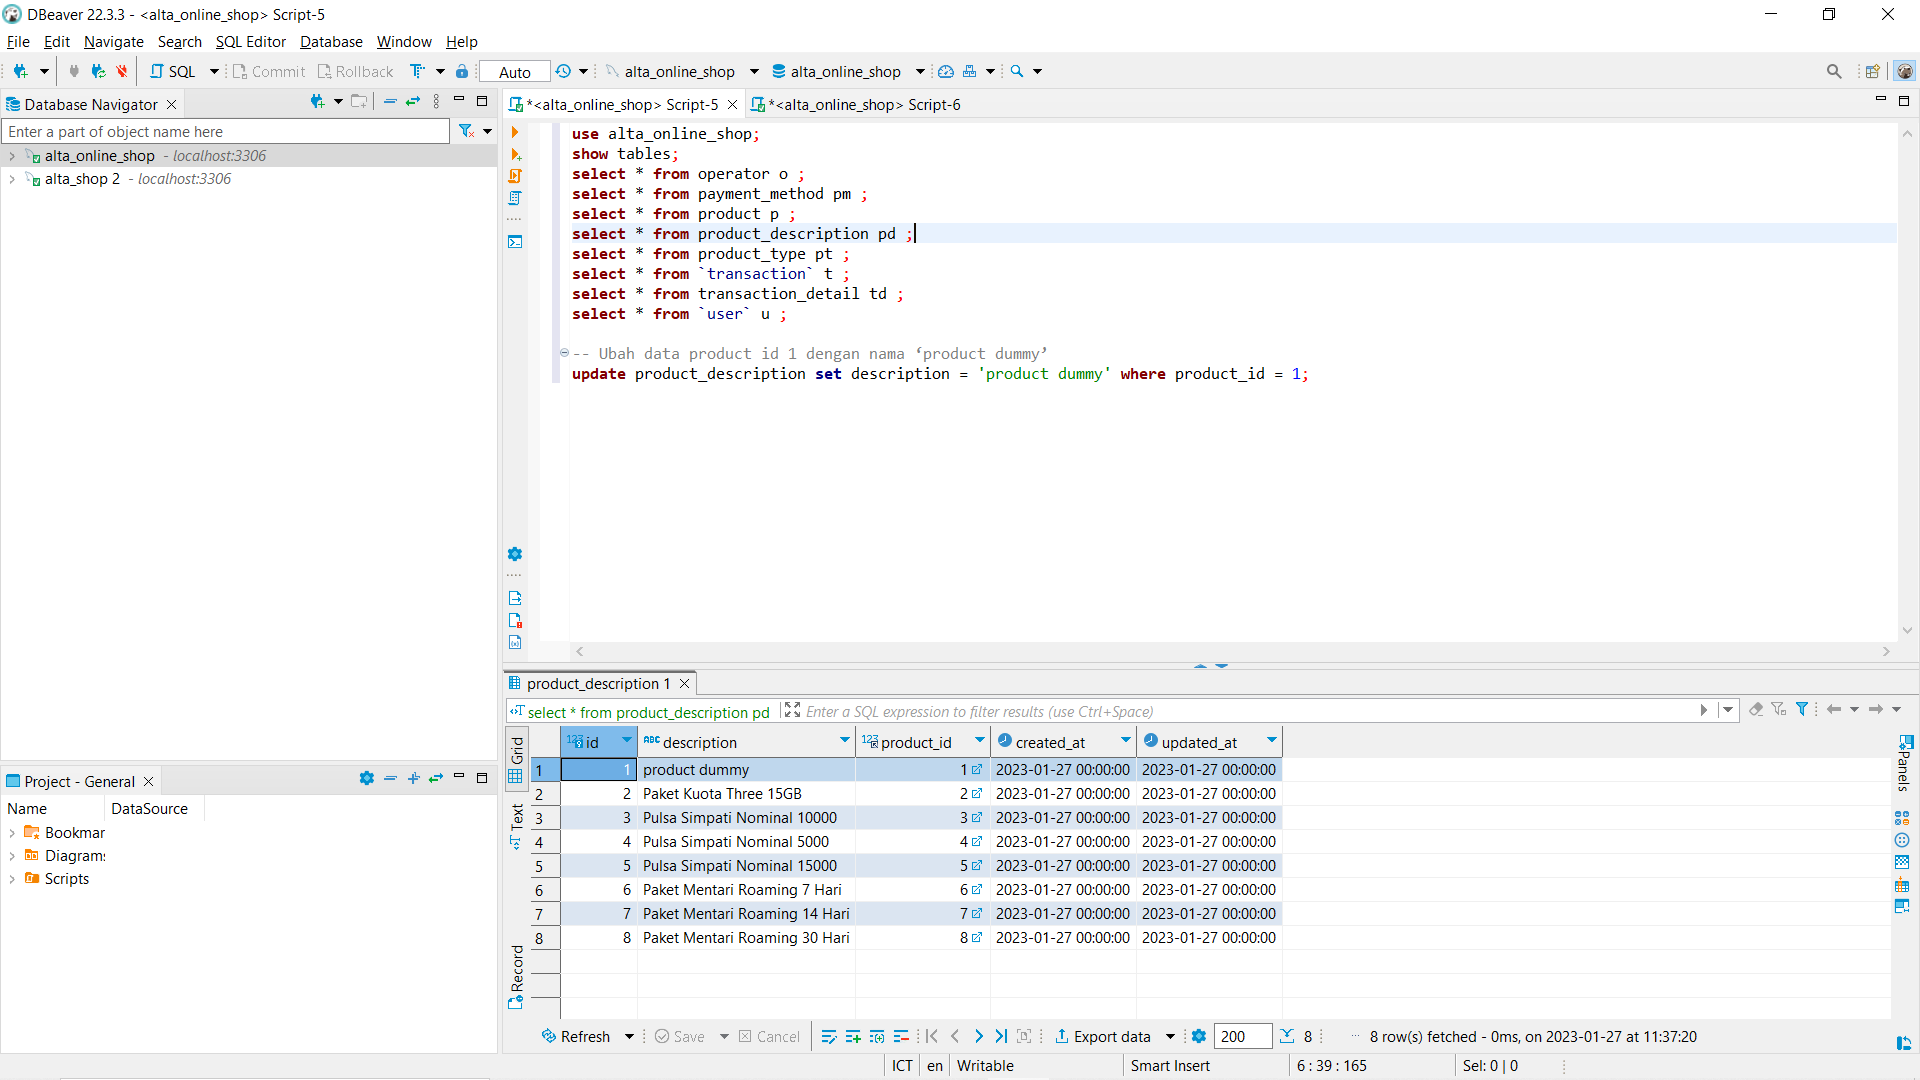 DBeaver 22.3.3 - <alta_online_shop> Script-5
File Edit Navigate Search SQL Editor Database Window Help
SQL Commit Rollback Auto alta_online_shop alta_online_shop
Database Navigator
Enter a part of object name here
alta_online_shop - localhost:3306
alta_shop 2 - localhost:3306
Project - General
Name DataSource
Bookmar
Diagrams
Scripts
*<alta_online_shop> Script-5 *<alta_online_shop> Script-6
use alta_online_shop;
show tables;
select * from operator o ;
select * from payment_method pm ;
select * from product p ;
select * from product_description pd ;
select * from product_type pt ;
select * from `transaction` t ;
select * from transaction_detail td ;
select * from `user` u ;
-- Ubah data product id 1 dengan nama ‘product dummy’
update product_description set description = 'product dummy' where product_id = 1;
product_description 1
select * from product_description pd Enter a SQL expression to filter results (use Ctrl+Space)
Grid
Text
Record
123 id ABC description 123 product_id created_at updated_at
1 1 product dummy 1 2023-01-27 00:00:00 2023-01-27 00:00:00
2 2 Paket Kuota Three 15GB 2 2023-01-27 00:00:00 2023-01-27 00:00:00
3 3 Pulsa Simpati Nominal 10000 3 2023-01-27 00:00:00 2023-01-27 00:00:00
4 4 Pulsa Simpati Nominal 5000 4 2023-01-27 00:00:00 2023-01-27 00:00:00
5 5 Pulsa Simpati Nominal 15000 5 2023-01-27 00:00:00 2023-01-27 00:00:00
6 6 Paket Mentari Roaming 7 Hari 6 2023-01-27 00:00:00 2023-01-27 00:00:00
7 7 Paket Mentari Roaming 14 Hari 7 2023-01-27 00:00:00 2023-01-27 00:00:00
8 8 Paket Mentari Roaming 30 Hari 8 2023-01-27 00:00:00 2023-01-27 00:00:00
Panels
Refresh Save Cancel Export data 200 8 8 row(s) fetched - 0ms, on 2023-01-27 at 11:37:20
ICT en Writable Smart Insert 6 : 39 : 165 Sel: 0 | 0